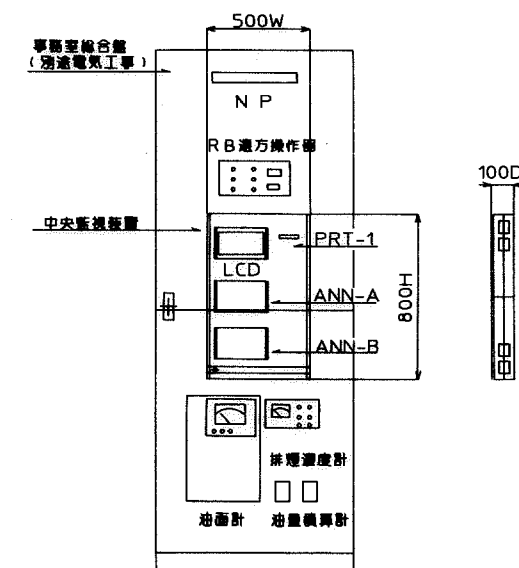 500W
事務室総合盤
(別途電気工事)
N P
RB遠方操作器
100D
中央監視装置
PRT-1
LCD
800H
ANN-A
ANN-B
排煙濃度計
油面計
油量積算計